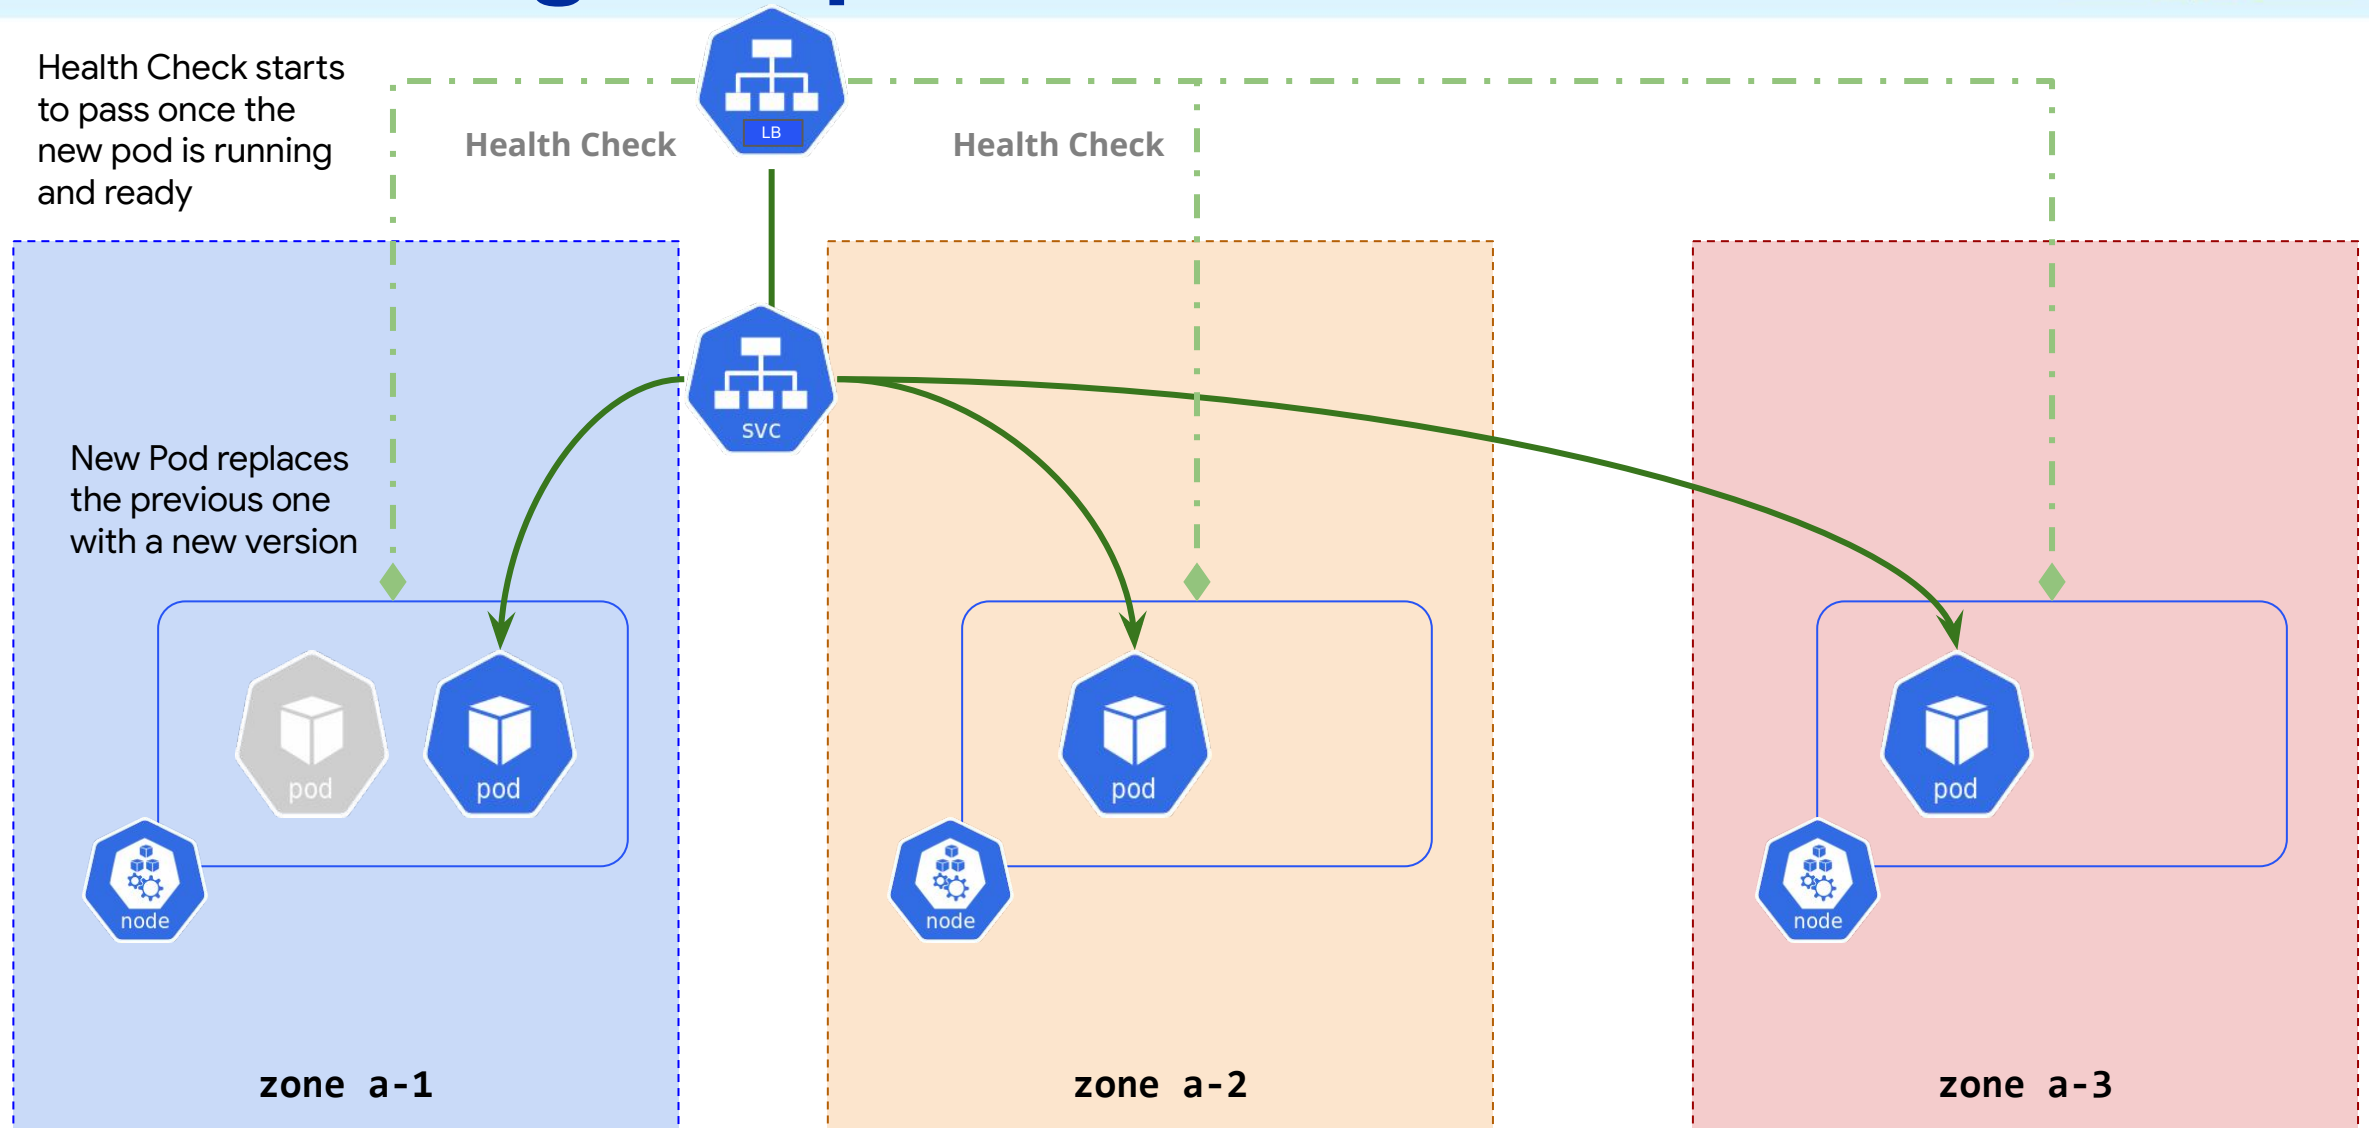 Health Check starts
to pass once the
new pod is running
and ready
Health Check
LB
Health Check
svc
New Pod replaces
the previous one
with a new version
pod
pod
pod
pod
node
node
node
zone a-1
zone a-2
zone a-3